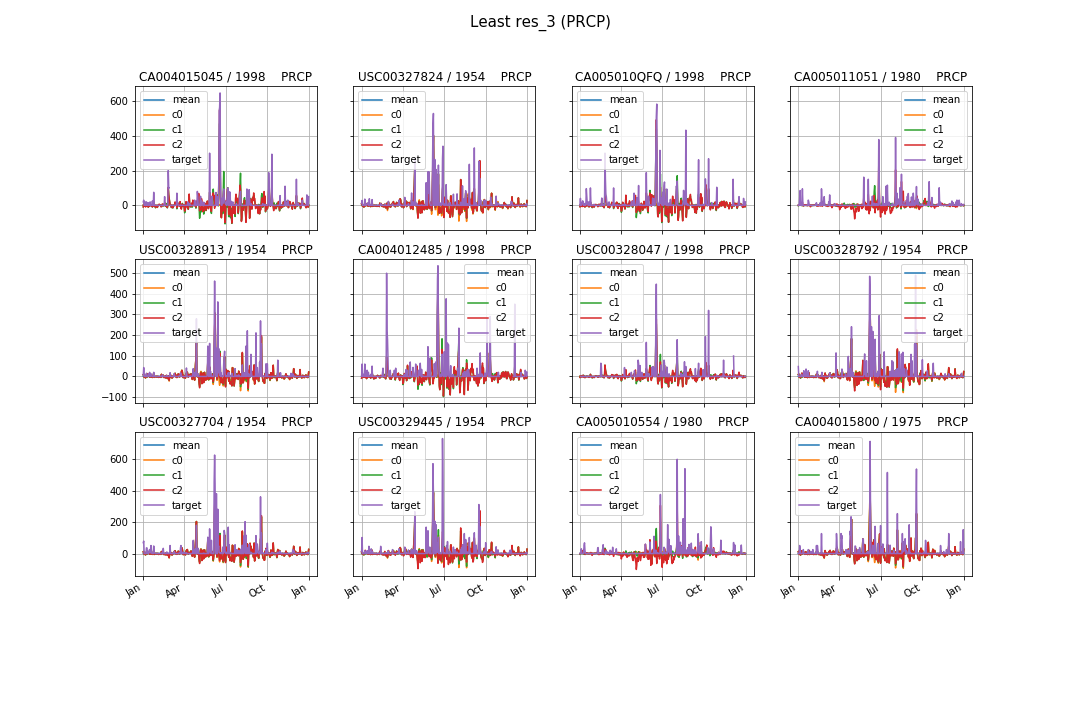 Least res_3 (PRCP)
CA004015045 / 1998 PRCP
USC00327824 / 1954 PRCP
CA005010QFQ / 1998 PRCP
CA005011051 / 1980 PRCP
600
400
200
0
mean
c0
c1
c2
target
mean
c0
c1
c2
target
mean
c0
c1
c2
target
mean
c0
c1
c2
target
USC00328913 / 1954 PRCP
CA004012485 / 1998 PRCP
USC00328047 / 1998 PRCP
USC00328792 / 1954 PRCP
500
400
300
200
100
0
−100
mean
c0
c1
c2
target
mean
c0
c1
c2
target
mean
c0
c1
c2
target
mean
c0
c1
c2
target
USC00327704 / 1954 PRCP
USC00329445 / 1954 PRCP
CA005010554 / 1980 PRCP
CA004015800 / 1975 PRCP
600
400
200
0
mean
c0
c1
c2
target
mean
c0
c1
c2
target
mean
c0
c1
c2
target
mean
c0
c1
c2
target
Jan Apr Jul Oct Jan
Jan Apr Jul Oct Jan
Jan Apr Jul Oct Jan
Jan Apr Jul Oct Jan